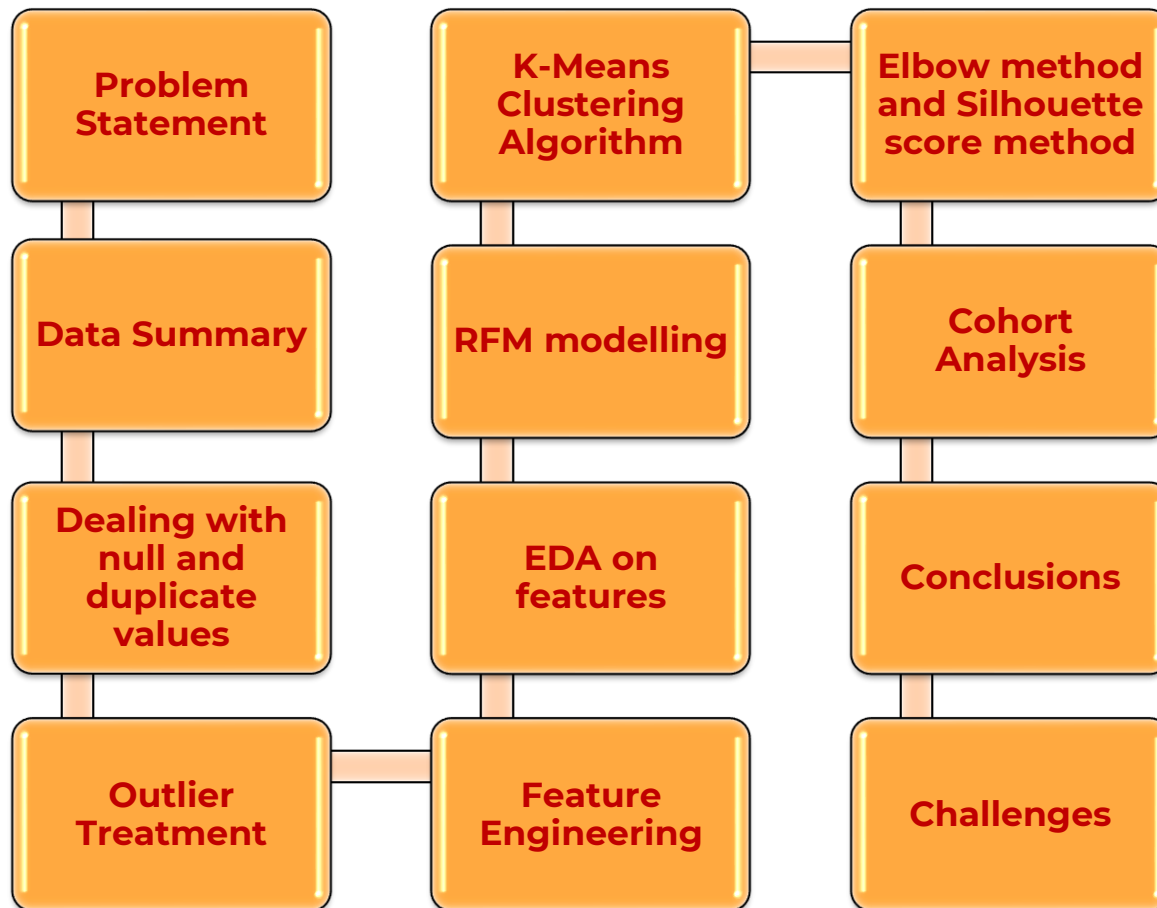 Problem
Statement
Data Summary
Dealing with
null and
duplicate
values
Outlier
Treatment
Feature
Engineering
EDA on
features
RFM modelling
K-Means
Clustering
Algorithm
Elbow method
and Silhouette
score method
Cohort
Analysis
Conclusions
Challenges